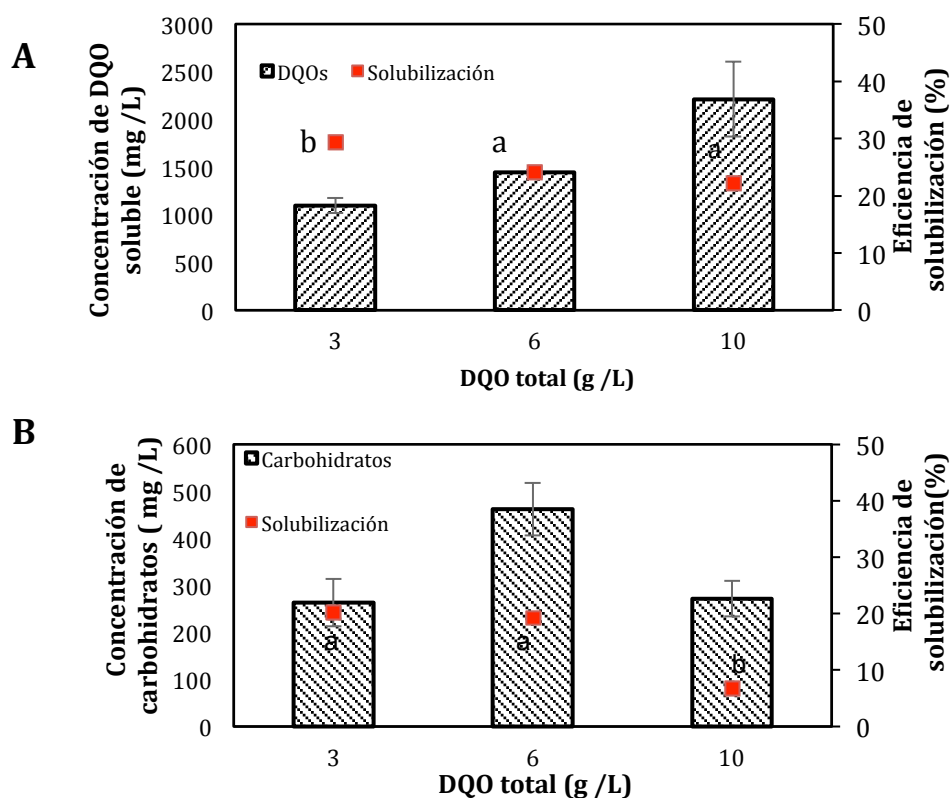 A
Concentración de DQO
soluble (mg /L)
3000
2500
2000
1500
1000
500
0
DQOs
Solubilización
b
a
a
50
40
30
20
10
0
Eficiencia de
solubilización (%)
3
6
10
DQO total (g /L)
B
Concentración de
carbohidratos ( mg /L)
600
500
400
300
200
100
0
Carbohidratos
Solubilización
a
a
b
50
40
30
20
10
0
Eficiencia de
solubilización(%)
3
6
10
DQO total (g /L)